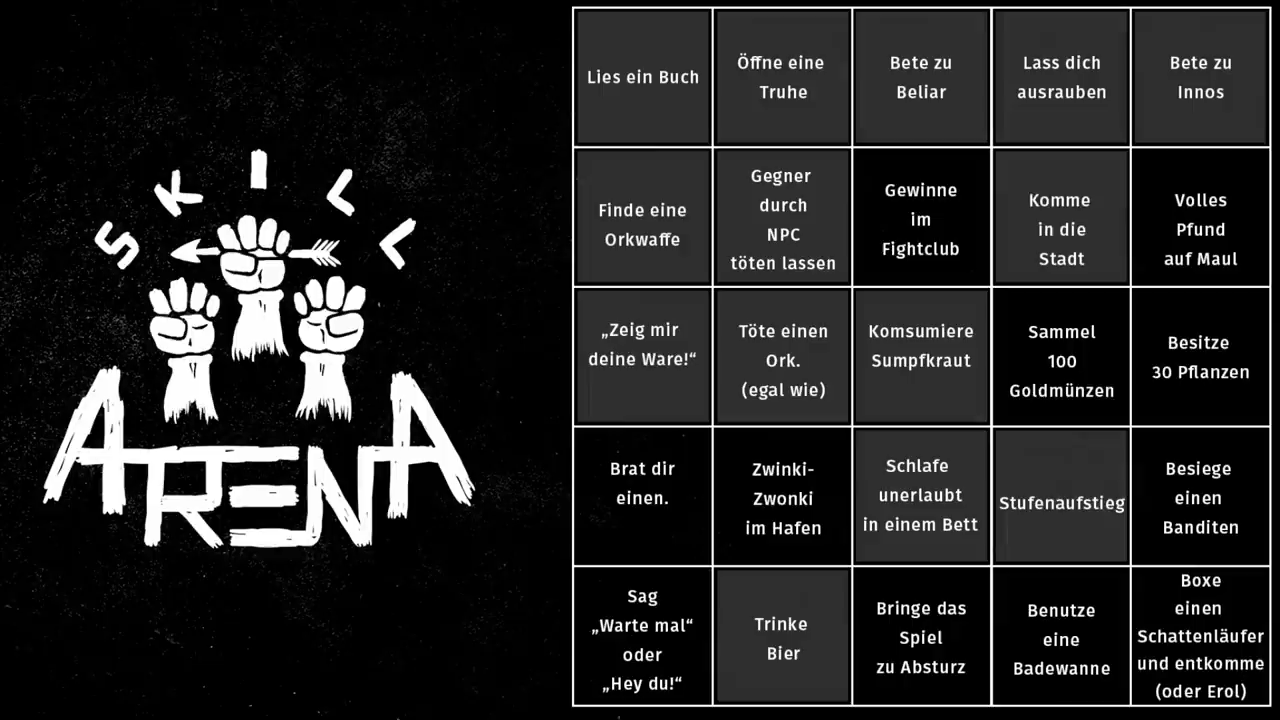 SKILL
ARENA
Lies ein Buch
Öffne eine
Truhe
Bete zu
Beliar
Lass dich
ausrauben
Bete zu
Innos
Finde eine
Orkwaffe
Gegner
durch
NPC
töten lassen
Gewinne
im
Fightclub
Komme
in die
Stadt
Volles
Pfund
auf Maul
„Zeig mir
deine Ware!“
Töte einen
Ork.
(egal wie)
Komsumiere
Sumpfkraut
Sammel
100
Goldmünzen
Besitze
30 Pflanzen
Brat dir
einen.
Zwinki-
Zwonki
im Hafen
Schlafe
unerlaubt
in einem Bett
Stufenaufstieg
Besiege
einen
Banditen
Sag
„Warte mal“
oder
„Hey du!“
Trinke
Bier
Bringe das
Spiel
zu Absturz
Benutze
eine
Badewanne
Boxe
einen
Schattenläufer
und entkomme
(oder Erol)